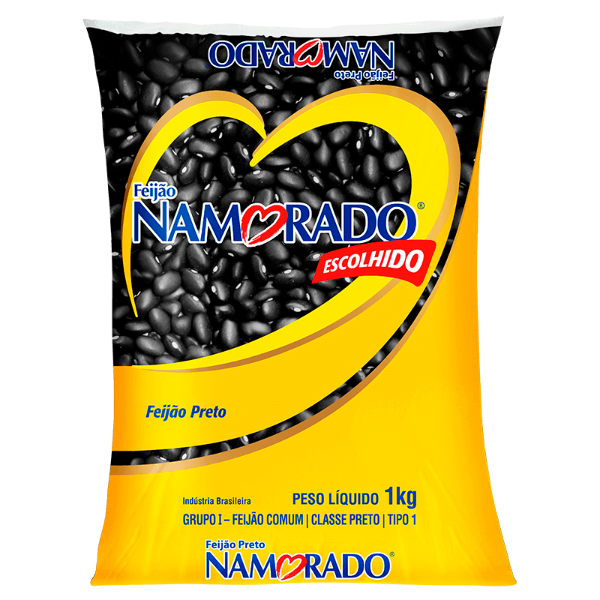 NAMORADO
Feijão Preto
Feijão
NAMORADO®
ESCOLHIDO
Feijão Preto
Indústria Brasileira
PESO LÍQUIDO 1kg
GRUPO I – FEIJÃO COMUM | CLASSE PRETO | TIPO 1
Feijão Preto
NAMORADO®